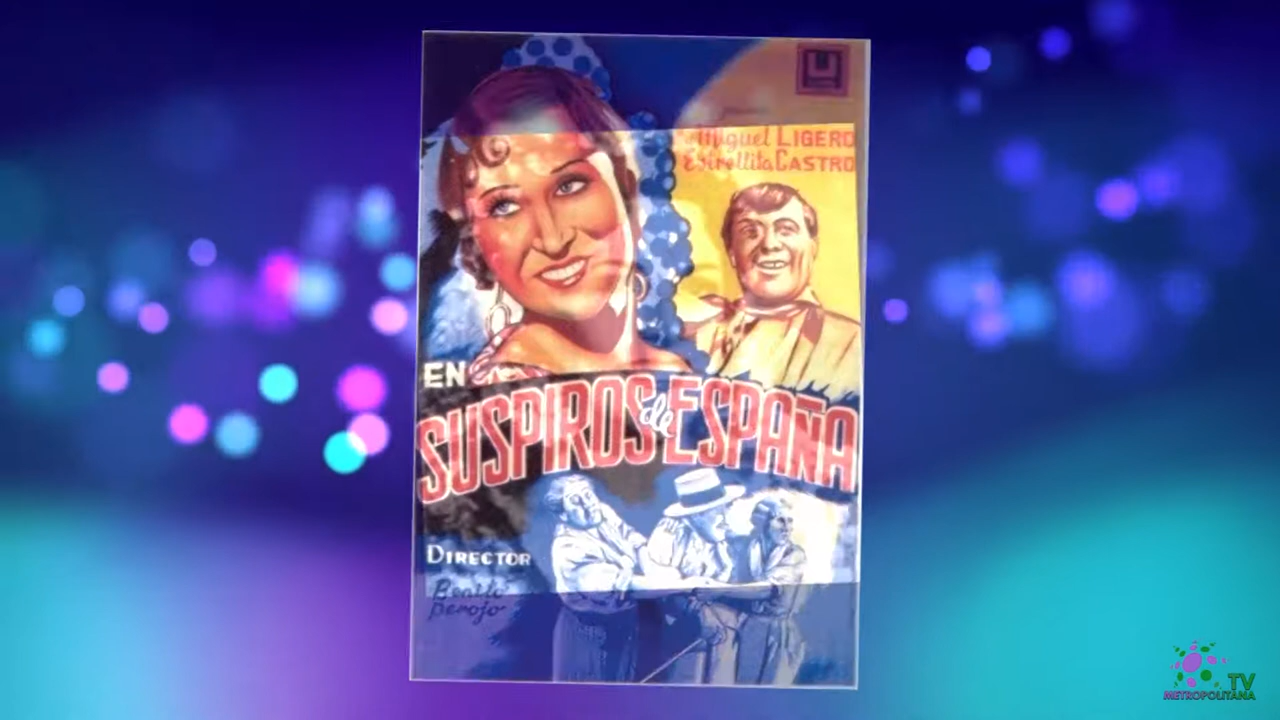 Miguel LIGERO
Estrellita CASTRO
EN
SUSPIROS de ESPAÑA
DIRECTOR
Benito
Perojo
TV
METROPOLITANA